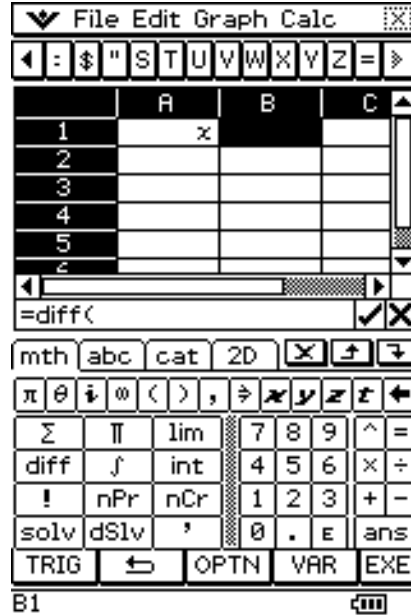 File Edit Graph Calc
: $ " S T U V W X Y Z =
A B C
1 x
2
3
4
5
=diff(
mth abc cat 2D
π θ i ∞ ( ) , ⇒ x y z t ←
Σ Π lim 7 8 9 ^ =
diff ∫ int 4 5 6 × ÷
! nPr nCr 1 2 3 + −
solv dSlv ' 0 . E ans
TRIG OPTN VAR EXE
B1